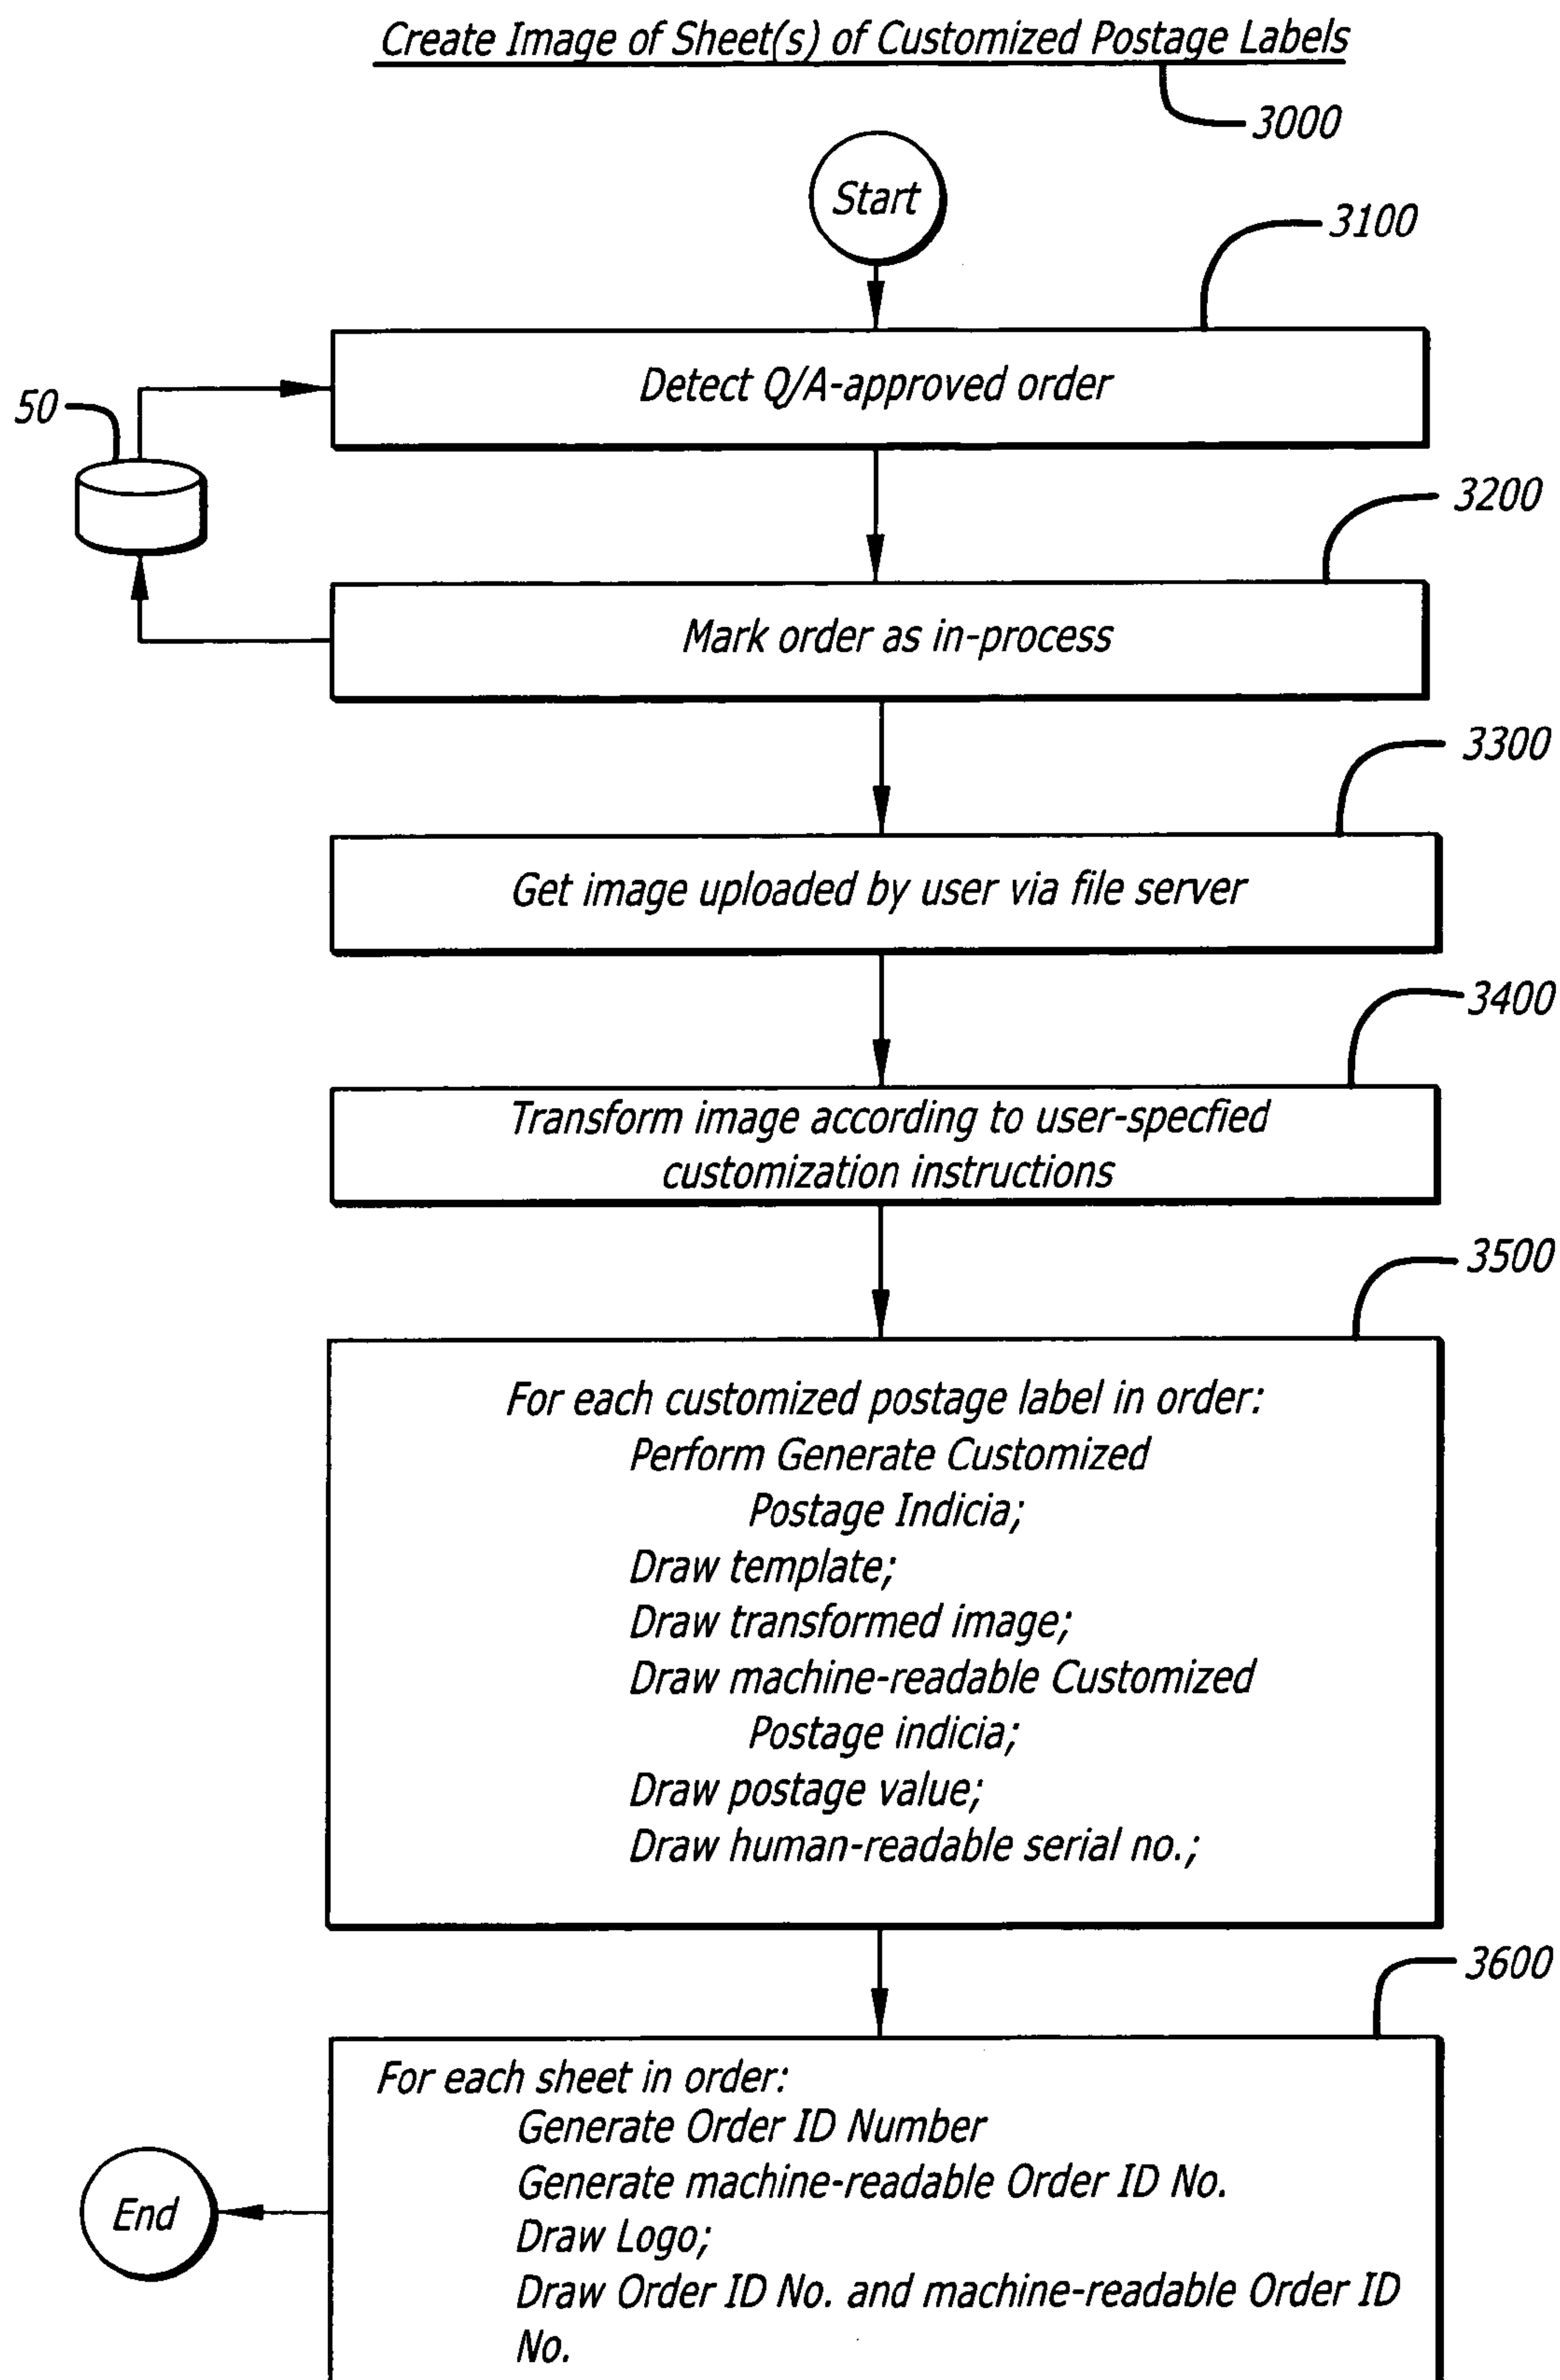 Create Image of Sheet(s) of Customized Postage Labels
3000
Start
3100
Detect Q/A-approved order
50
3200
Mark order as in-process
3300
Get image uploaded by user via file server
3400
Transform image according to user-specfied
customization instructions
3500
For each customized postage label in order:
Perform Generate Customized
Postage Indicia;
Draw template;
Draw transformed image;
Draw machine-readable Customized
Postage indicia;
Draw postage value;
Draw human-readable serial no.;
3600
For each sheet in order:
Generate Order ID Number
Generate machine-readable Order ID No.
Draw Logo;
Draw Order ID No. and machine-readable Order ID
No.
End